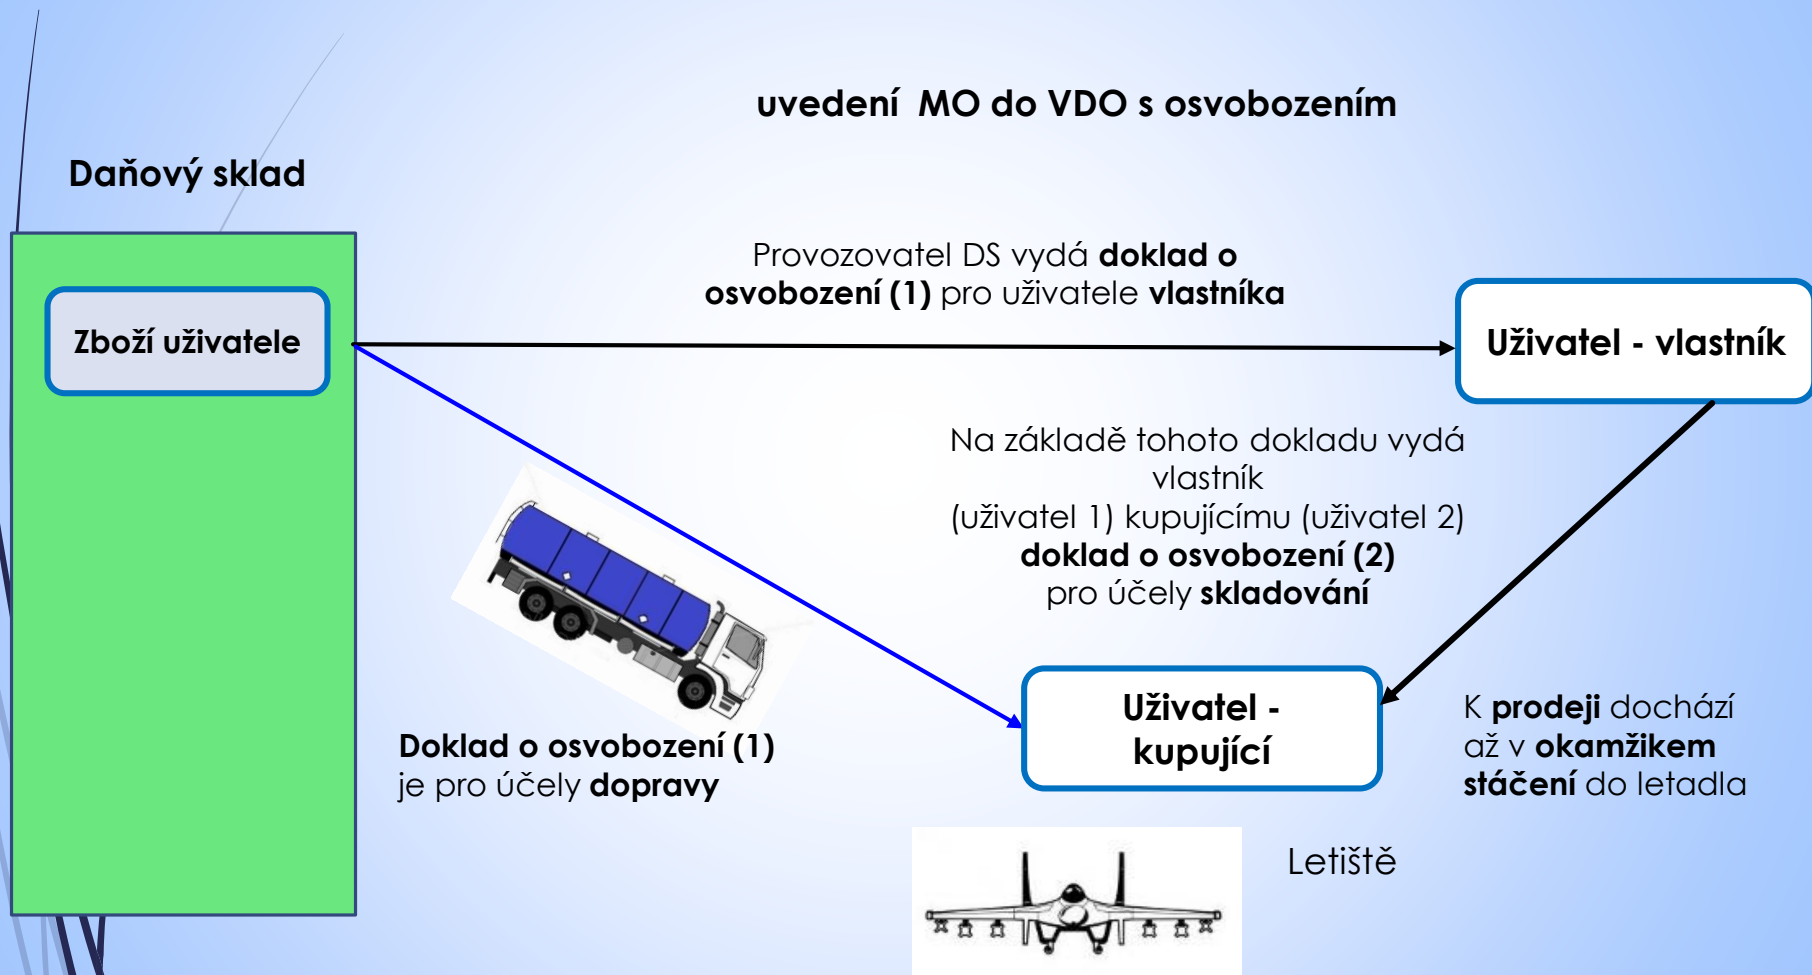 uvedení MO do VDO s osvobozením
Daňový sklad
Zboží uživatele
Provozovatel DS vydá doklad o
osvobození (1) pro uživatele vlastníka
Uživatel - vlastník
Na základě tohoto dokladu vydá
vlastník
(uživatel 1) kupujícímu (uživatel 2)
doklad o osvobození (2)
pro účely skladování
Doklad o osvobození (1)
je pro účely dopravy
Uživatel -
kupující
K prodeji dochází
až v okamžikem
stáčení do letadla
Letiště